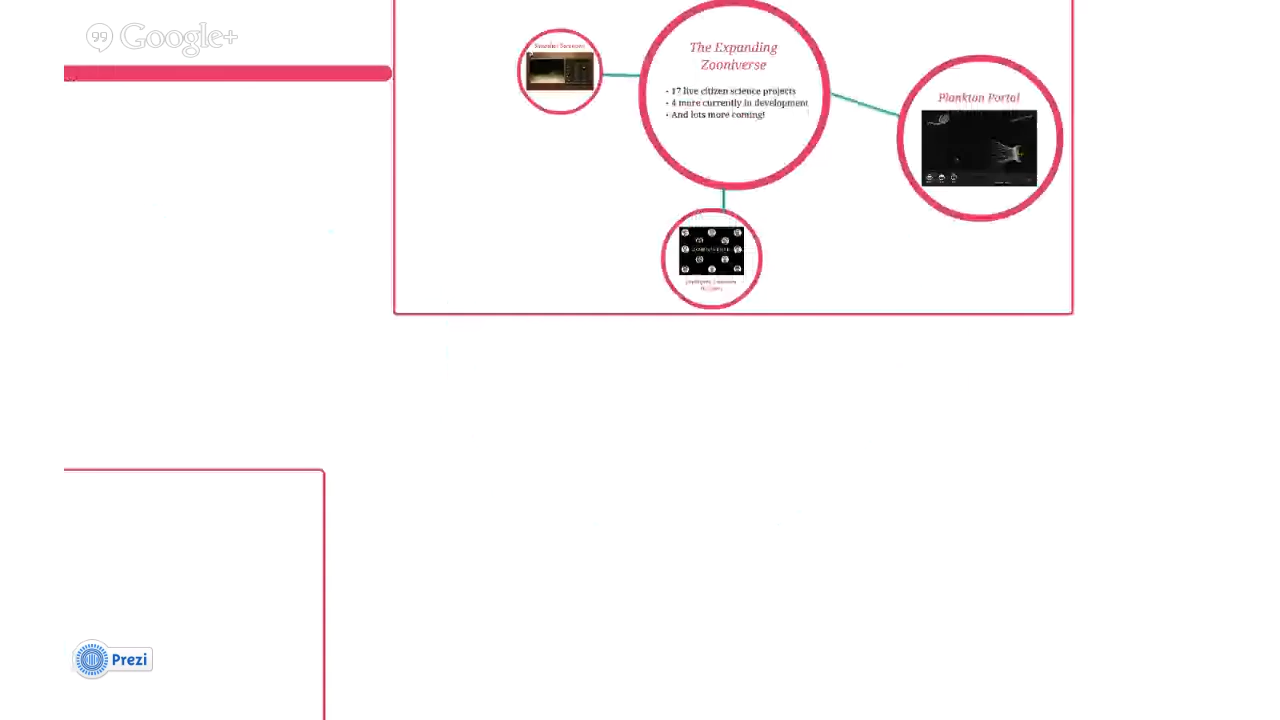 Google+
The Expanding
Zooniverse
• 17 live citizen science projects
• 4 more currently in development
• And lots more coming!
Plankton Portal
Prezi